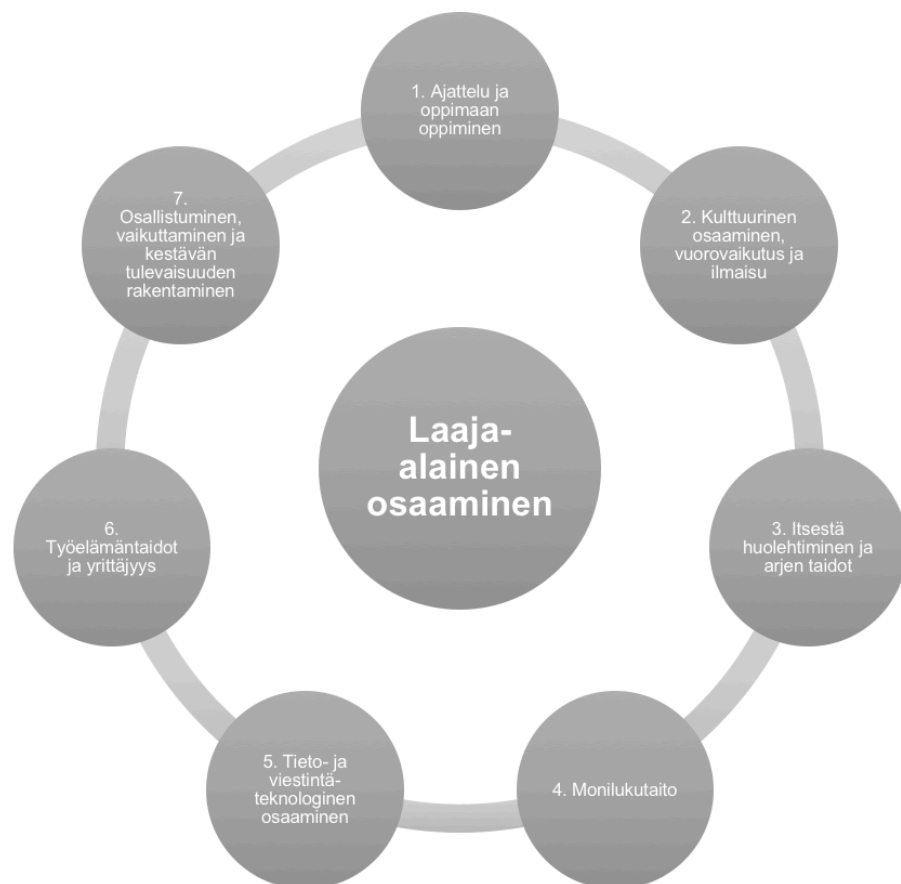 1. Ajattelu ja
oppimaan
oppiminen
2. Kulttuurinen
osaaminen,
vuorovaikutus ja
ilmaisu
3. Itsestä
huolehtiminen ja
arjen taidot
4. Monilukutaito
5. Tieto- ja
viestintä-
teknologinen
osaaminen
6.
Työelämäntaidot
ja yrittäjyys
7.
Osallistuminen,
vaikuttaminen ja
kestävän
tulevaisuuden
rakentaminen
Laaja-
alainen
osaaminen